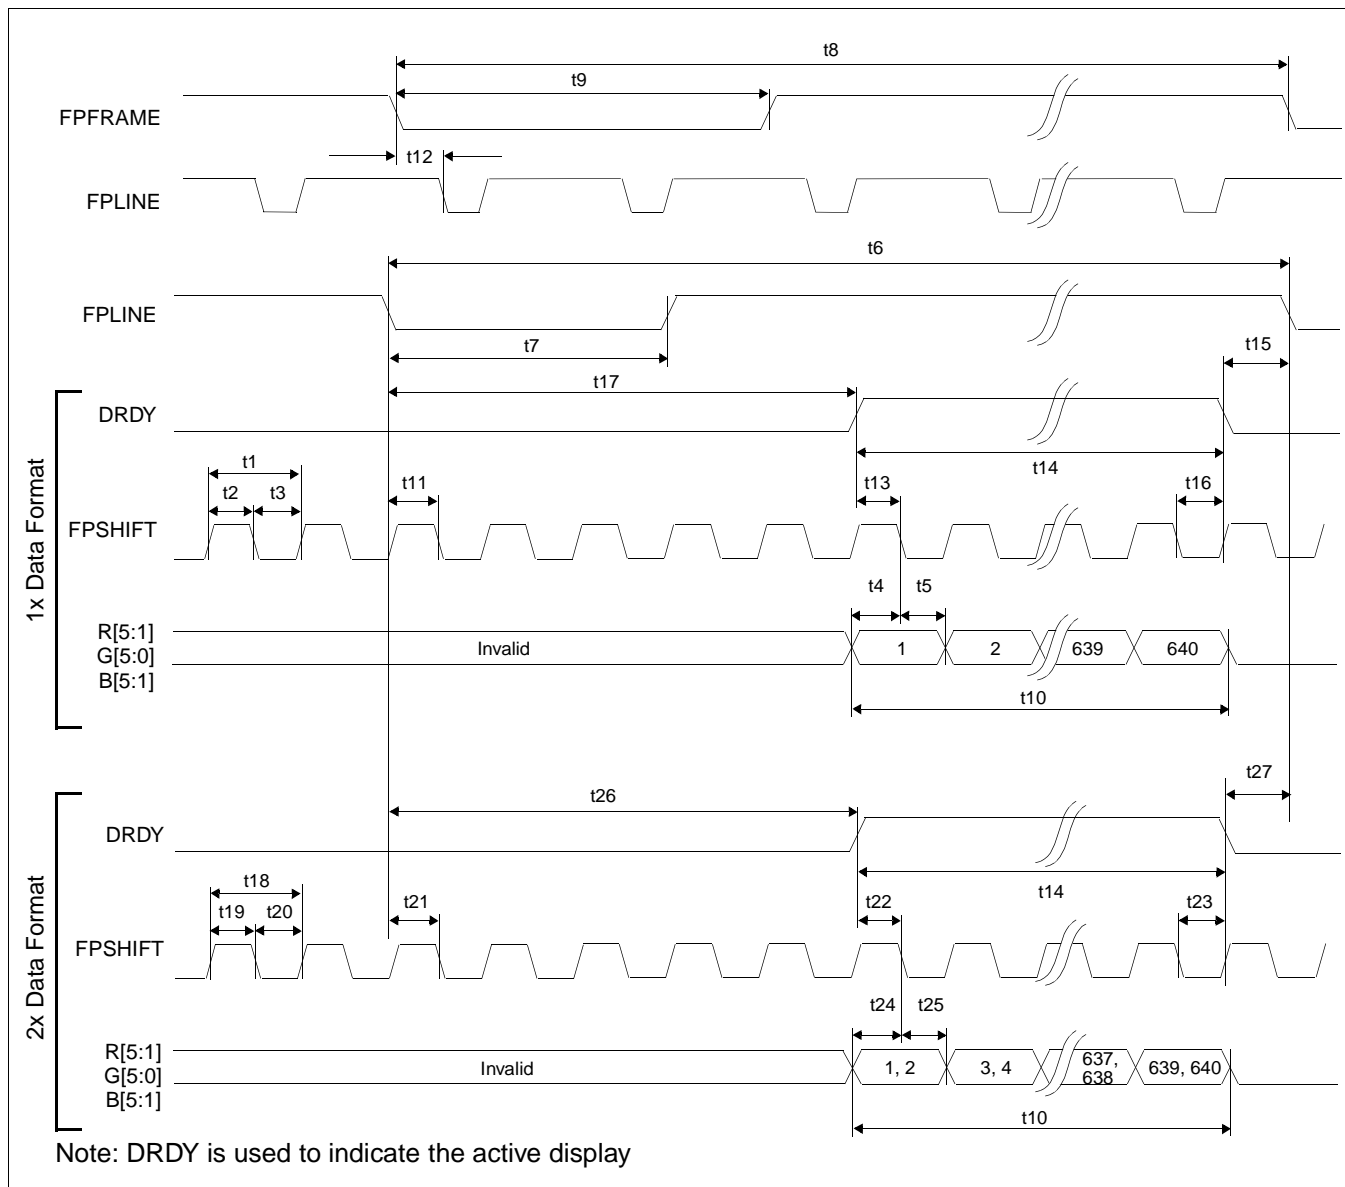 t8
t9
FPFRAME
t12
FPLINE
t6
FPLINE
t7
t15
t17
DRDY
t14
t1
t2 t3
t11
t13
t16
FPSHIFT
1x Data Format
t4 t5
R[5:1]
G[5:0]
B[5:1]
Invalid
1 2 639 640
t10
t27
t26
DRDY
t14
t18
t19 t20
t21
t22
t23
FPSHIFT
2x Data Format
t24 t25
R[5:1]
G[5:0]
B[5:1]
Invalid
1, 2 3, 4 637, 638 639, 640
t10
Note: DRDY is used to indicate the active display